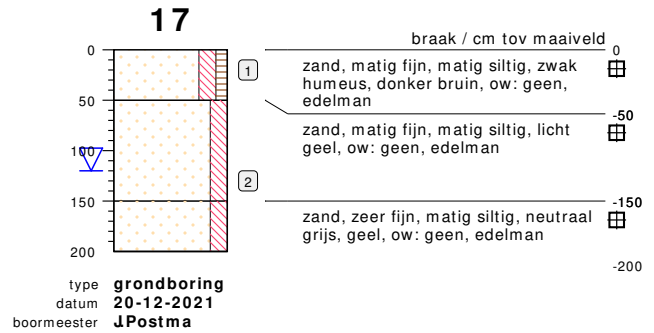 17
braak / cm tov maaiveld
0
0
1
zand, matig fijn, matig siltig, zwak
humeus, donker bruin, ow: geen,
edelman
50
-50
zand, matig fijn, matig siltig, licht
geel, ow: geen, edelman
100
2
150
-150
zand, zeer fijn, matig siltig, neutraal
grijs, geel, ow: geen, edelman
200
-200
type grondboring
datum 20-12-2021
boormeester J.Postma